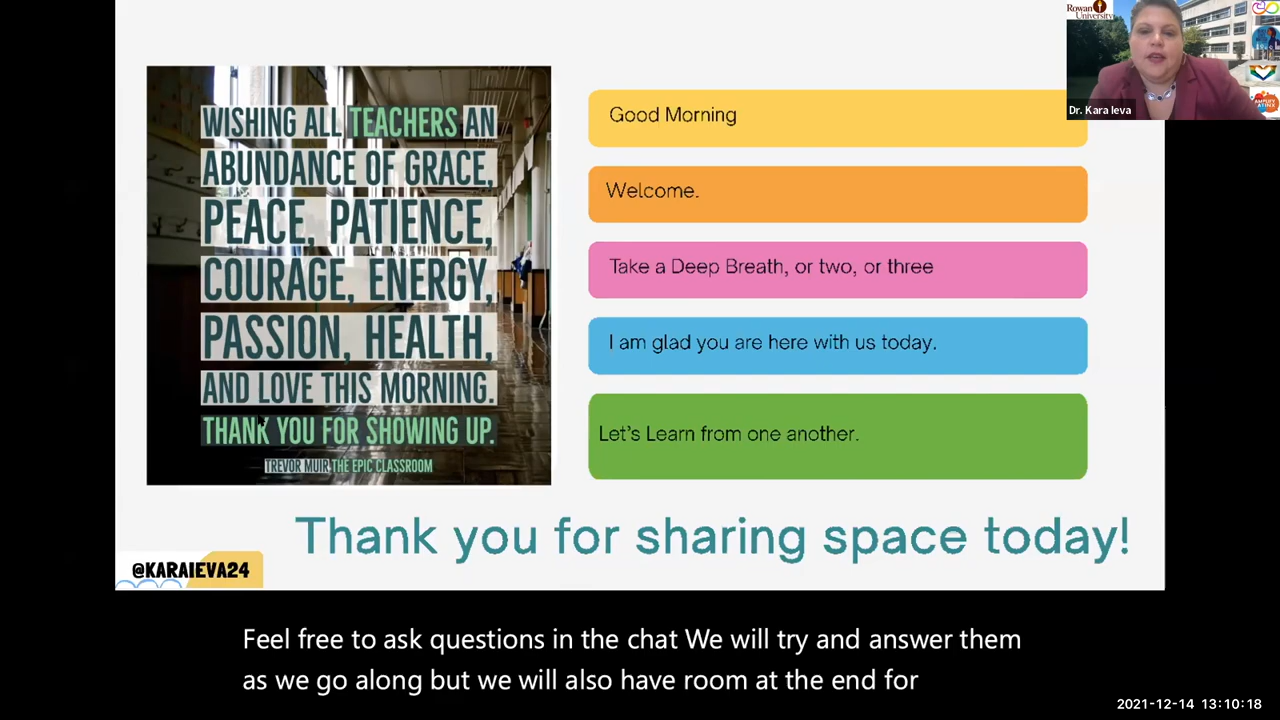 WISHING ALL TEACHERS AN
ABUNDANCE OF GRACE,
PEACE, PATIENCE,
COURAGE, ENERGY,
PASSION, HEALTH,
AND LOVE THIS MORNING.
THANK YOU FOR SHOWING UP.
TREVOR MUIR THE EPIC CLASSROOM
Good Morning
Welcome.
Take a Deep Breath, or two, or three
I am glad you are here with us today.
Let's Learn from one another.
Thank you for sharing space today!
@KARAIEVA24
Rowan
University
Dr. Kara Ieva
Feel free to ask questions in the chat We will try and answer them
as we go along but we will also have room at the end for
2021-12-14 13:10:18